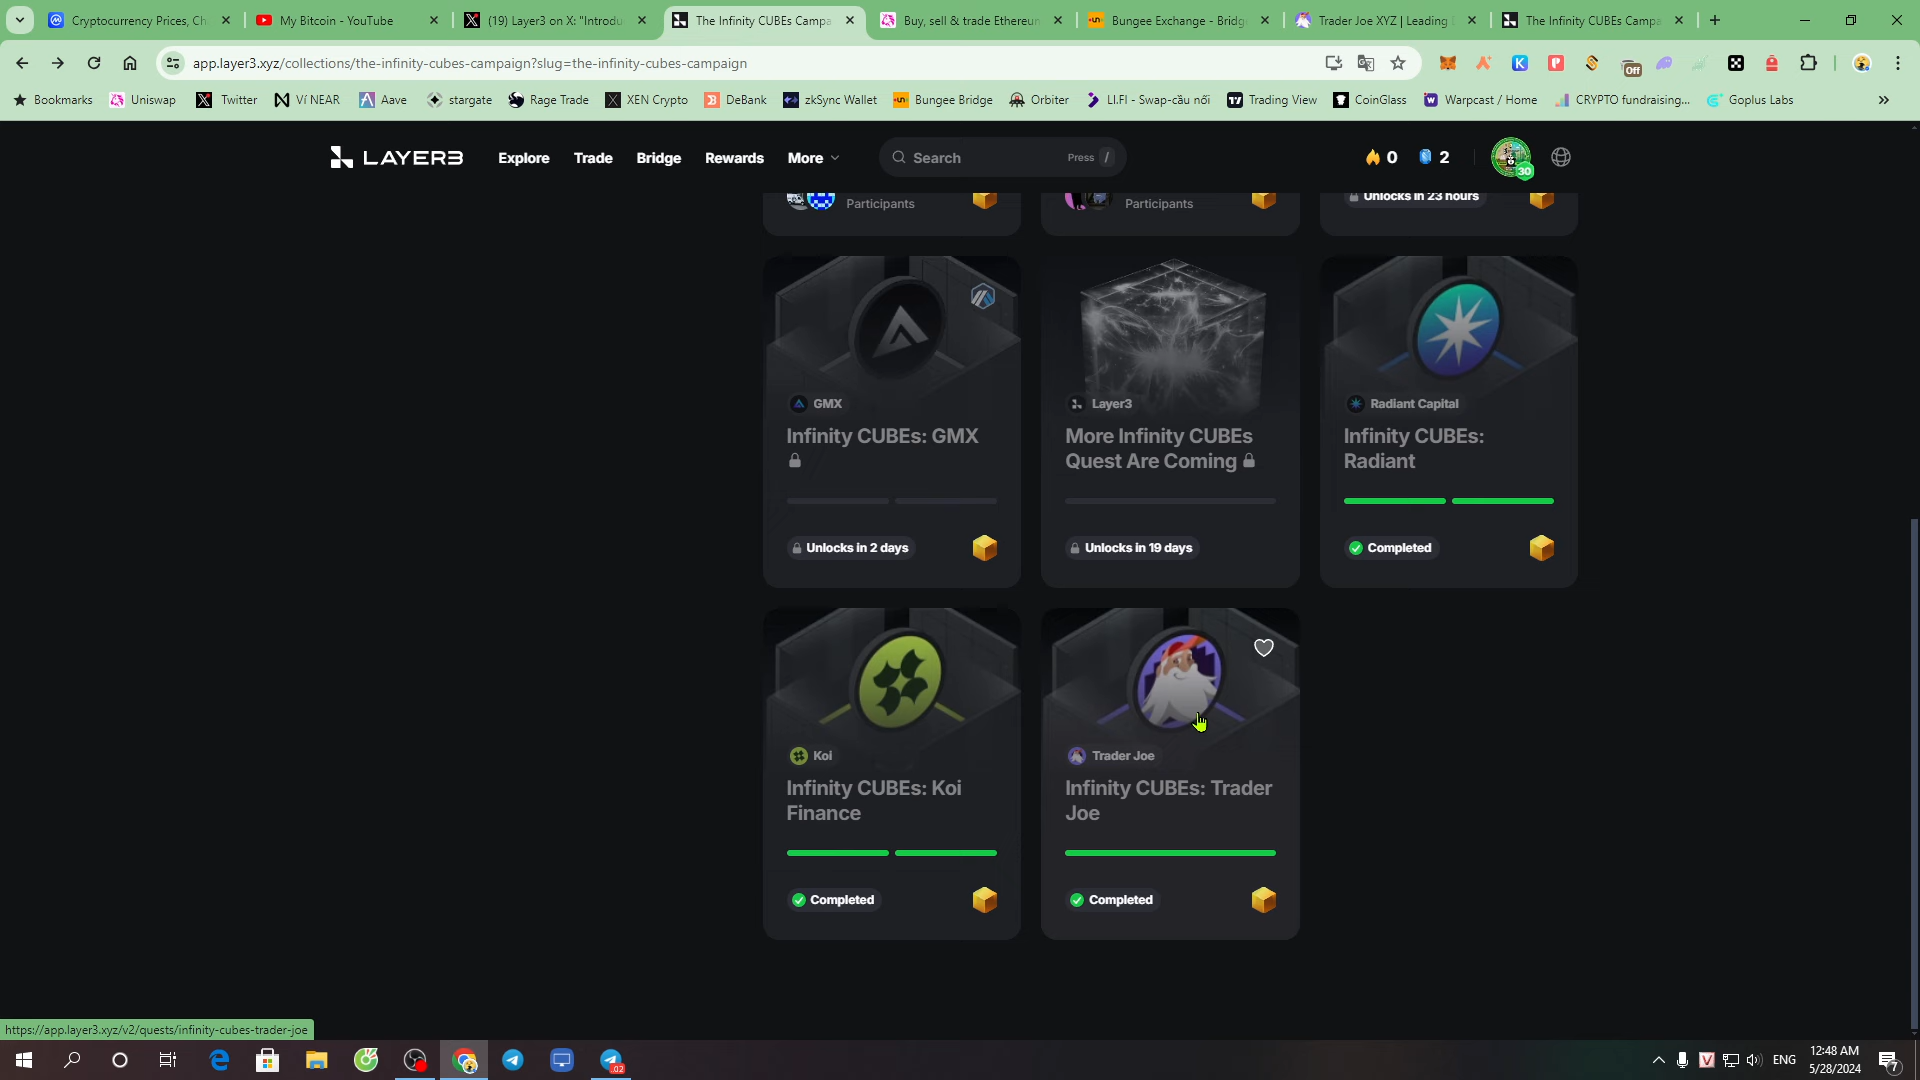 Cryptocurrency Prices, Ch
My Bitcoin - YouTube
(19) Layer3 on X: "Introdu
The Infinity CUBEs Campa
Buy, sell & trade Ethereun
Bungee Exchange - Bridge
Trader Joe XYZ | Leading
The Infinity CUBEs Campa
app.layer3.xyz/collections/the-infinity-cubes-campaign?slug=the-infinity-cubes-campaign
Off
Bookmarks
Uniswap
Twitter
Ví NEAR
Aave
stargate
Rage Trade
XEN Crypto
DeBank
zkSync Wallet
Bungee Bridge
Orbiter
LI.FI - Swap-cầu nối
Trading View
CoinGlass
Warpcast / Home
CRYPTO fundraising...
Goplus Labs
LAYER3
Explore
Trade
Bridge
Rewards
More
Search
Press /
0
2
30
Participants
Participants
Unlocks in 23 hours
GMX
Infinity CUBEs: GMX
Unlocks in 2 days
Layer3
More Infinity CUBEs
Quest Are Coming
Unlocks in 19 days
Radiant Capital
Infinity CUBEs:
Radiant
Completed
Koi
Infinity CUBEs: Koi
Finance
Completed
Trader Joe
Infinity CUBEs: Trader
Joe
Completed
https://app.layer3.xyz/v2/quests/infinity-cubes-trader-joe
.02
ENG
12:48 AM
5/28/2024
7